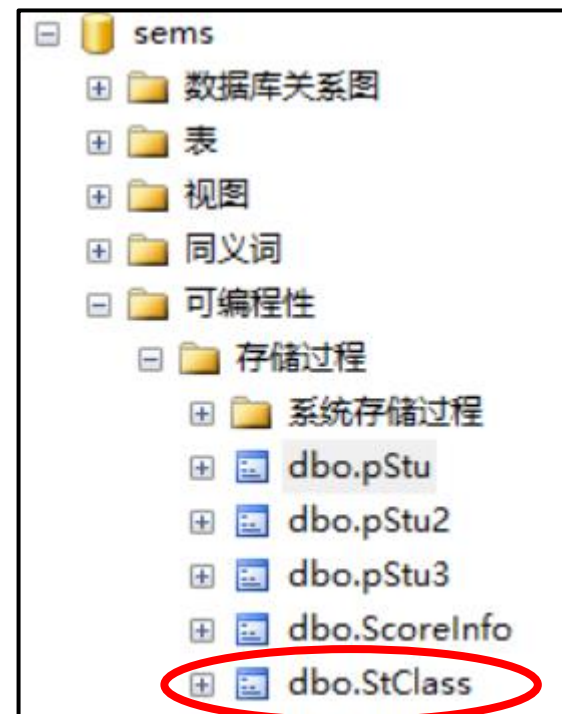 sems
数据库关系图
表
视图
同义词
可编程性
存储过程
系统存储过程
dbo.pStu
dbo.pStu2
dbo.pStu3
dbo.ScoreInfo
dbo.StClass